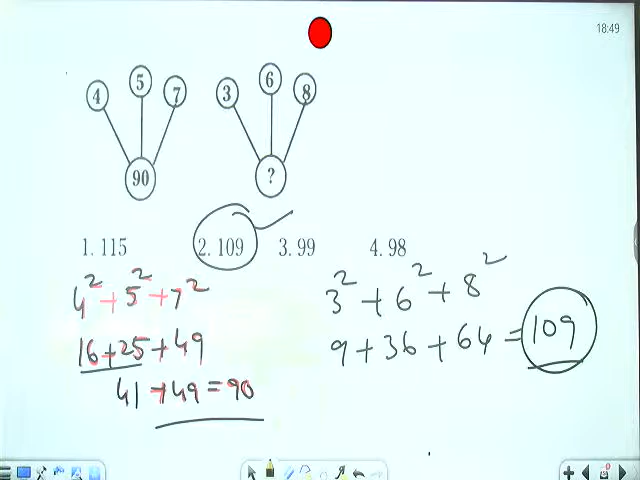 18:49
4 5 7 3 6 8
90 ?
1. 115 2. 109 3. 99 4. 98
4² + 5² + 7² 3² + 6² + 8²
16 + 25 + 49 9 + 36 + 64 = 109
41 + 49 = 90